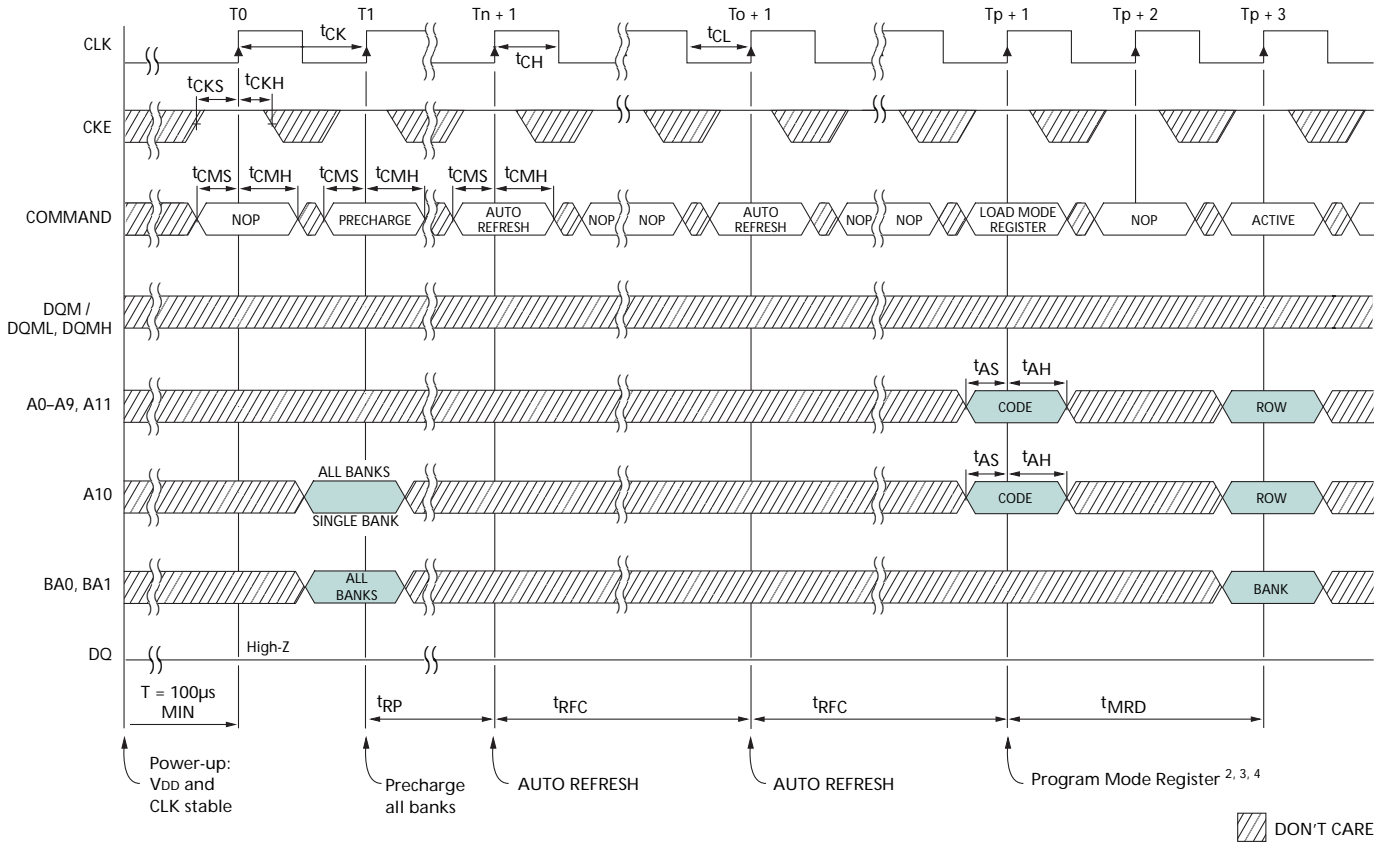 T0 T1 Tn + 1 To + 1 Tp + 1 Tp + 2 Tp + 3
CLK
tCK
tCH
tCL
tCKS tCKH
CKE
tCMS tCMH tCMS tCMH tCMS tCMH
COMMAND
NOP
PRECHARGE
AUTO
REFRESH
NOP
NOP
AUTO
REFRESH
NOP
NOP
LOAD MODE
REGISTER
NOP
ACTIVE
DQM /
DQML, DQMH
tAS tAH
A0–A9, A11
CODE
ROW
ALL BANKS
tAS tAH
A10
CODE
ROW
SINGLE BANK
BA0, BA1
ALL
BANKS
BANK
DQ
High-Z
T = 100µs
MIN
tRP
tRFC
tRFC
tMRD
Power-up:
VDD and
CLK stable
Precharge
all banks
AUTO REFRESH
AUTO REFRESH
Program Mode Register 2, 3, 4
DON'T CARE